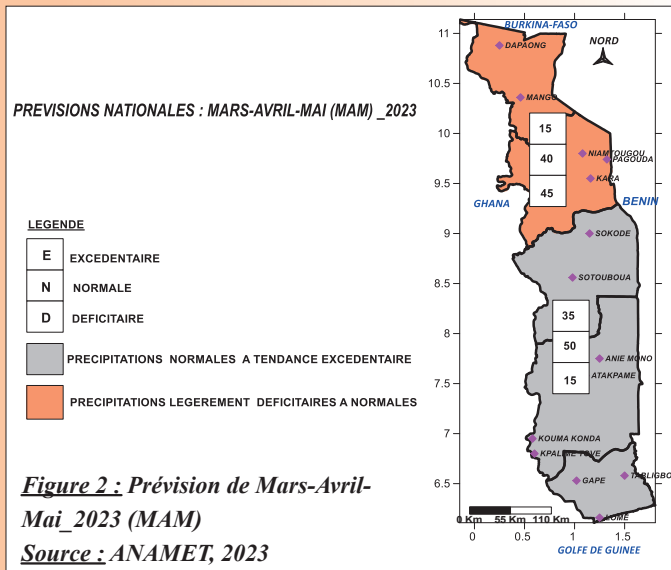 PREVISIONS NATIONALES : MARS-AVRIL-MAI (MAM) _2023
LEGENDE
E EXCEDENTAIRE
N NORMALE
D DEFICITAIRE
PRECIPITATIONS NORMALES A TENDANCE EXCEDENTAIRE
PRECIPITATIONS LEGEREMENT DEFICITAIRES A NORMALES
Figure 2 : Prévision de Mars-Avril-
Mai_2023 (MAM)
Source : ANAMET, 2023
BURKINA-FASO
NORD
DAPAONG
MANGO
15
40
45
NIAMTOUGOU
PAGOUDA
KARA
GHANA
BENIN
SOKODE
SOTOUBOUA
35
50
15
ANIE MONO
ATAKPAME
KOUMA KONDA
KPALIME TOVE
GAPE
TABLIGBO
LOME
0 Km 55 Km 110 Km
11
10.5
10
9.5
9
8.5
8
7.5
7
6.5
0 0.5 1 1.5
GOLFE DE GUINEE